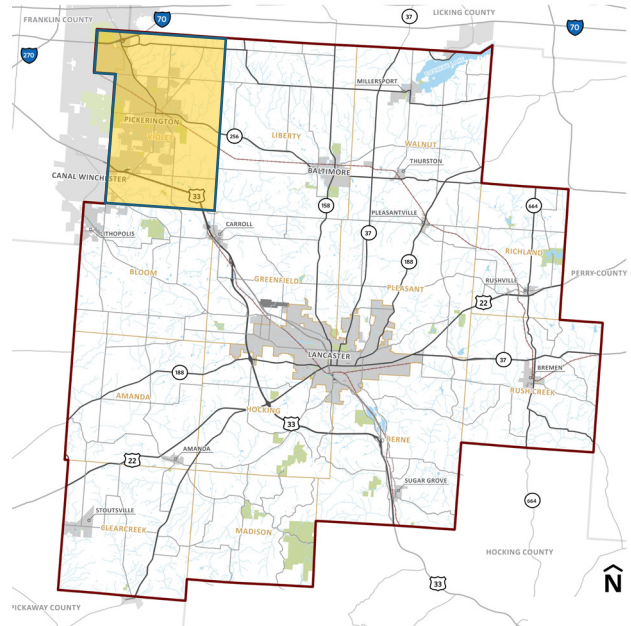 FRANKLIN COUNTY
70
LICKING COUNTY
37
70
270
MILLERSPORT
PICKERINGTON
VIOLET
256
LIBERTY
WALNUT
THURSTON
BALTIMORE
CANAL WINCHESTER
33
158
PLEASANTVILLE
664
LITHOPOLIS
CARROLL
37
RICHLAND
BLOOM
188
PERRY COUNTY
GREENFIELD
PLEASANT
RUSHVILLE
22
LANCASTER
37
188
BREMEN
AMANDA
RUSHCREEK
HOCKING
33
BERNE
AMANDA
22
SUGAR GROVE
664
STOUTSVILLE
CLEARCREEK
MADISON
HOCKING COUNTY
33
N
PICKAWAY COUNTY